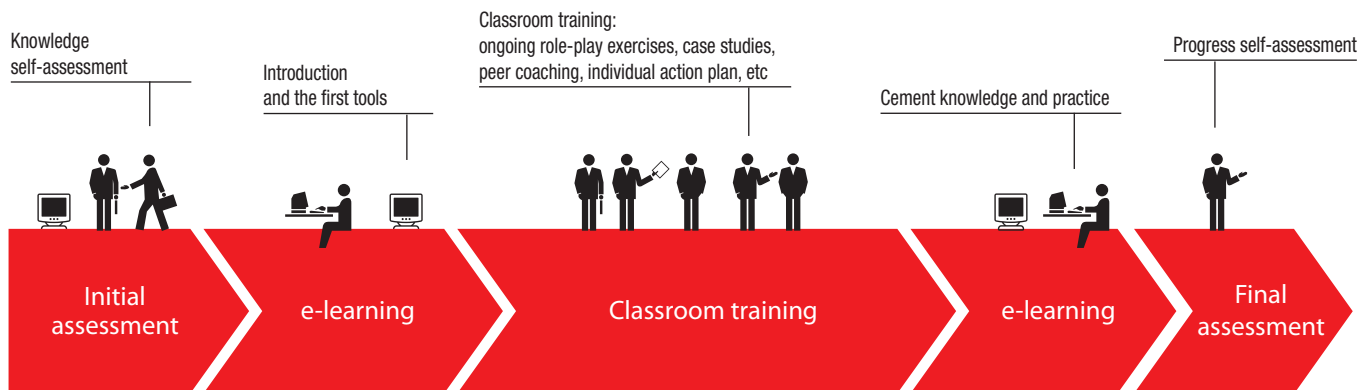 Knowledge
self-assessment
Introduction
and the first tools
Classroom training:
ongoing role-play exercises, case studies,
peer coaching, individual action plan, etc
Cement knowledge and practice
Progress self-assessment
Initial
assessment
e-learning
Classroom training
e-learning
Final
assessment